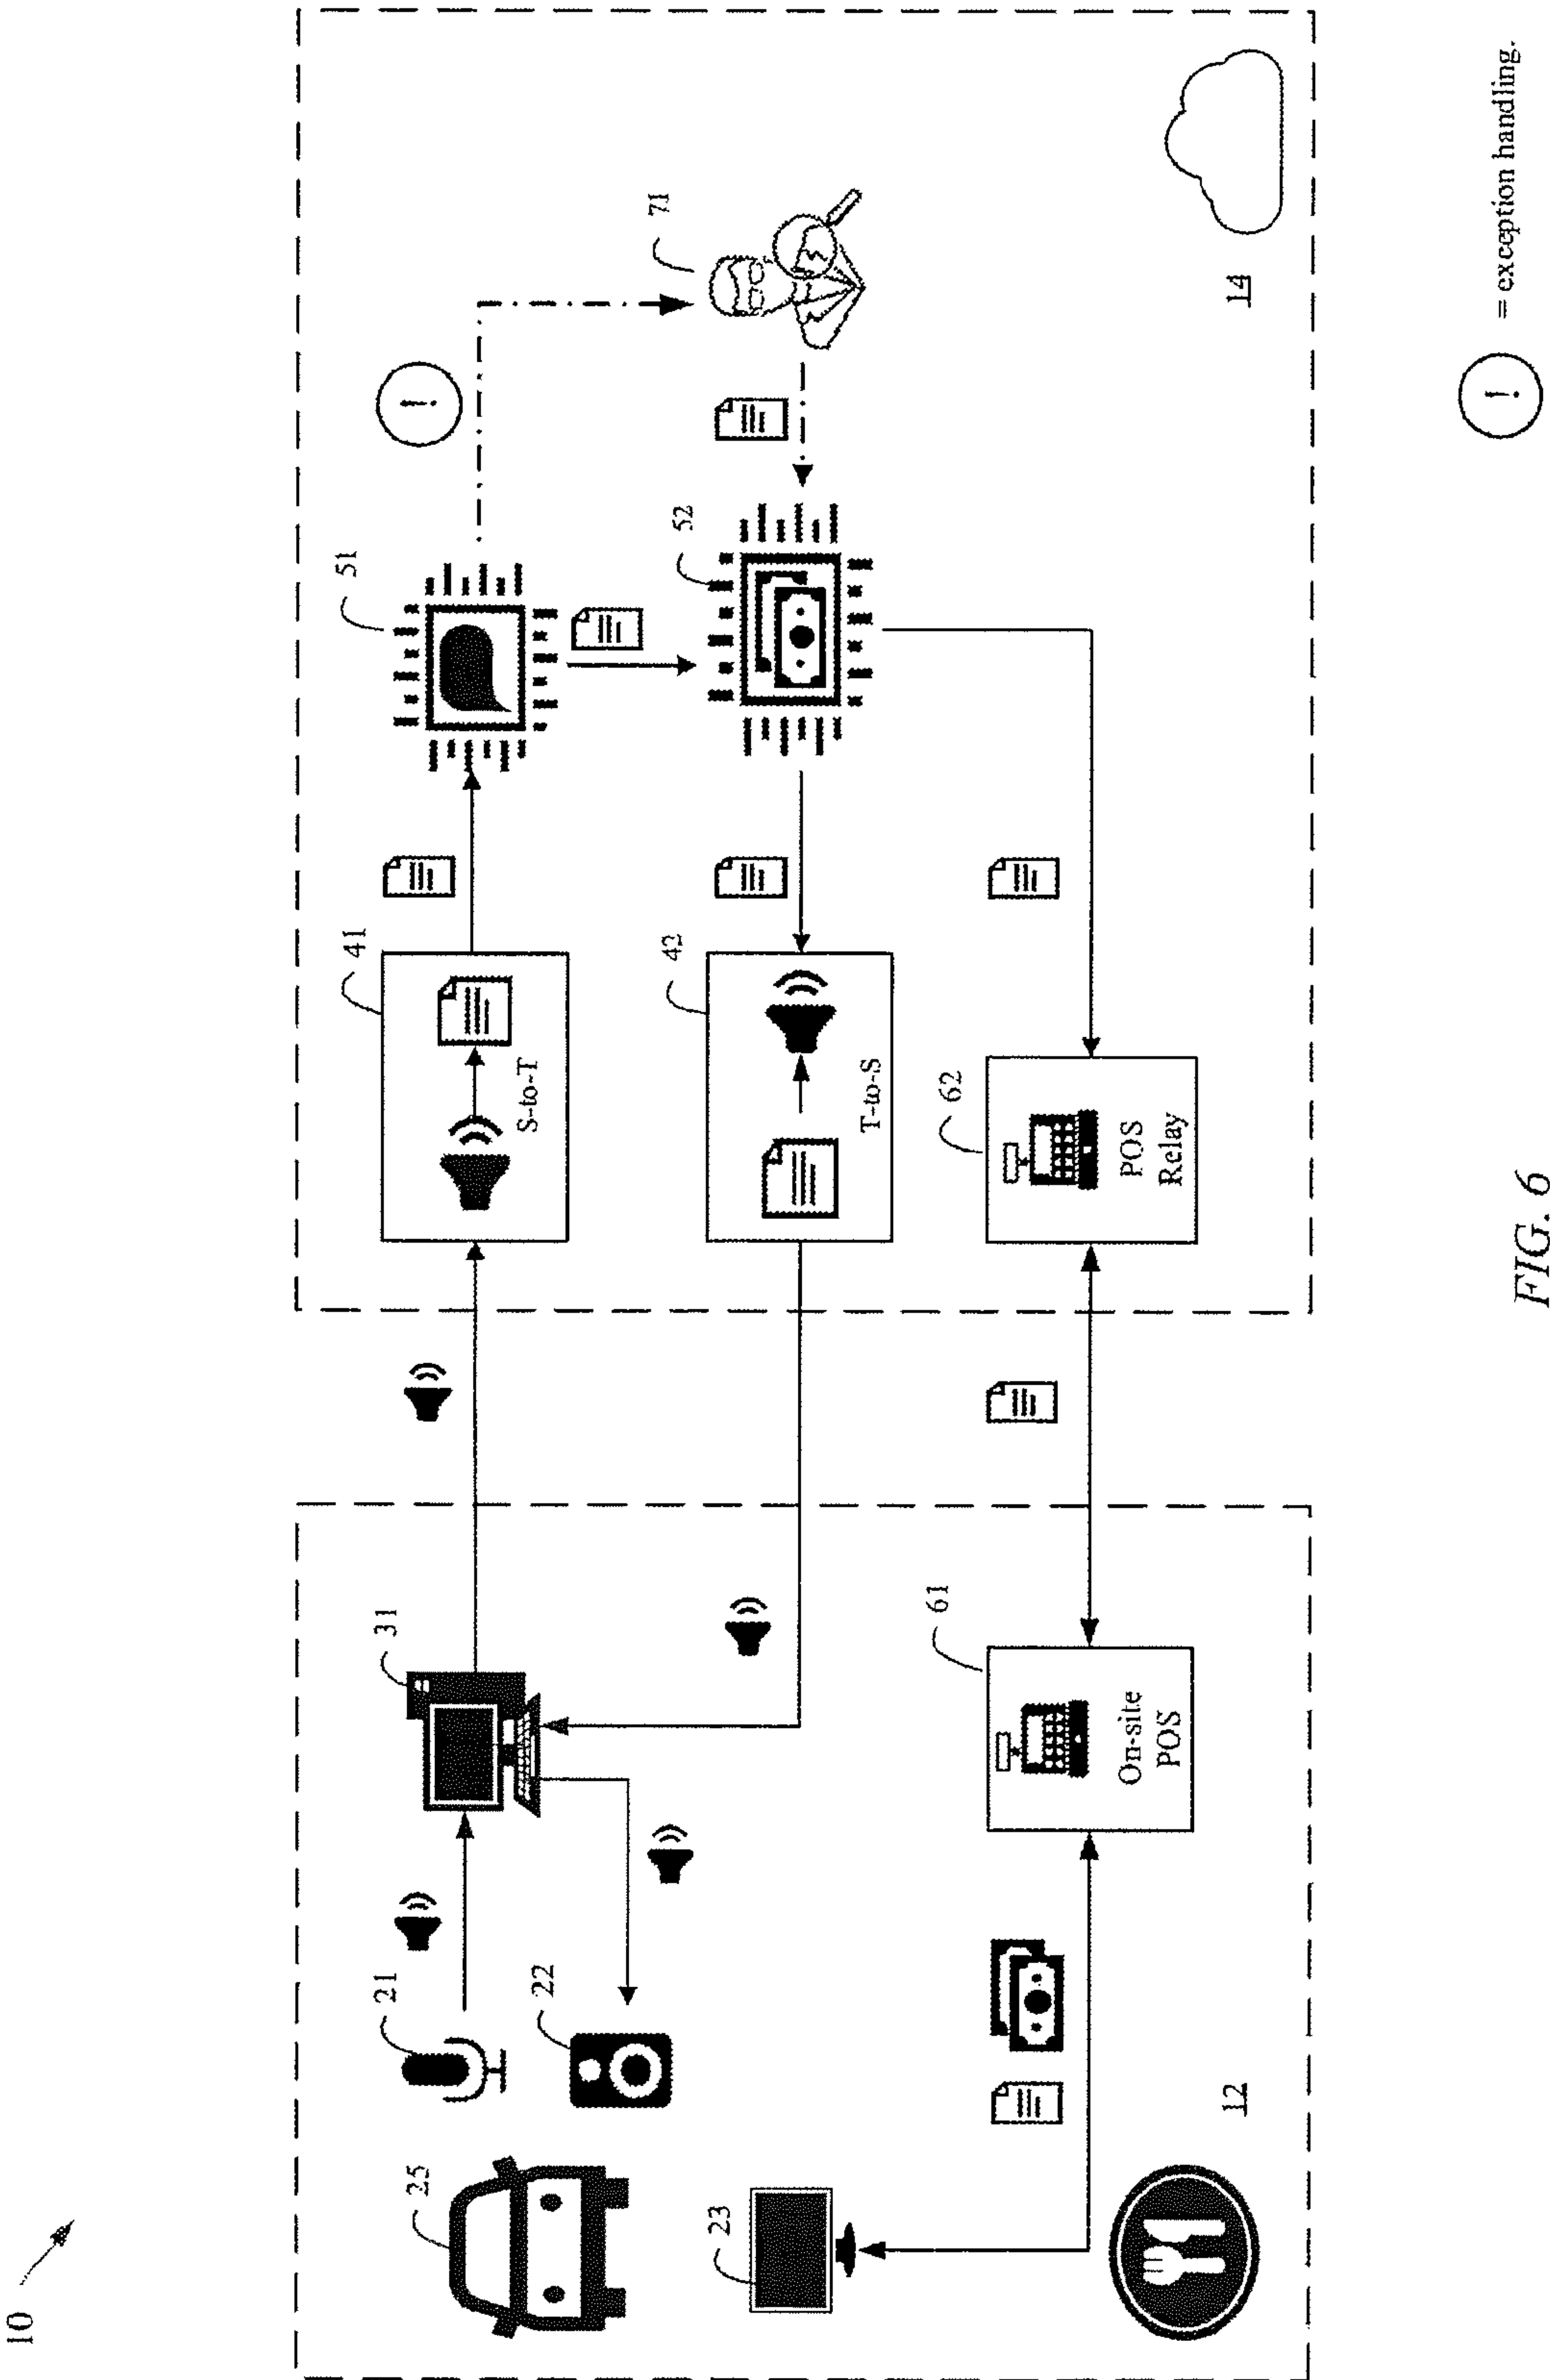 10
25
21
22
23
12
31
61
On-site
POS
41
S-to-T
42
T-to-S
62
POS
Relay
51
52
71
14
!
!
= exception handling.
FIG. 6